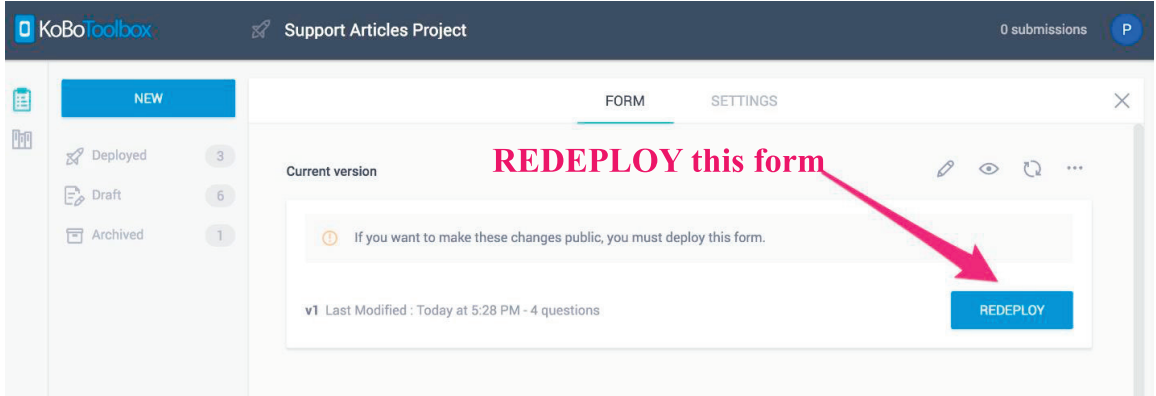 KoBoToolbox
Support Articles Project
0 submissions
P
NEW
Deployed 3
Draft 6
Archived 1
FORM
SETTINGS
Current version
REDEPLOY this form
If you want to make these changes public, you must deploy this form.
v1 Last Modified : Today at 5:28 PM - 4 questions
REDEPLOY